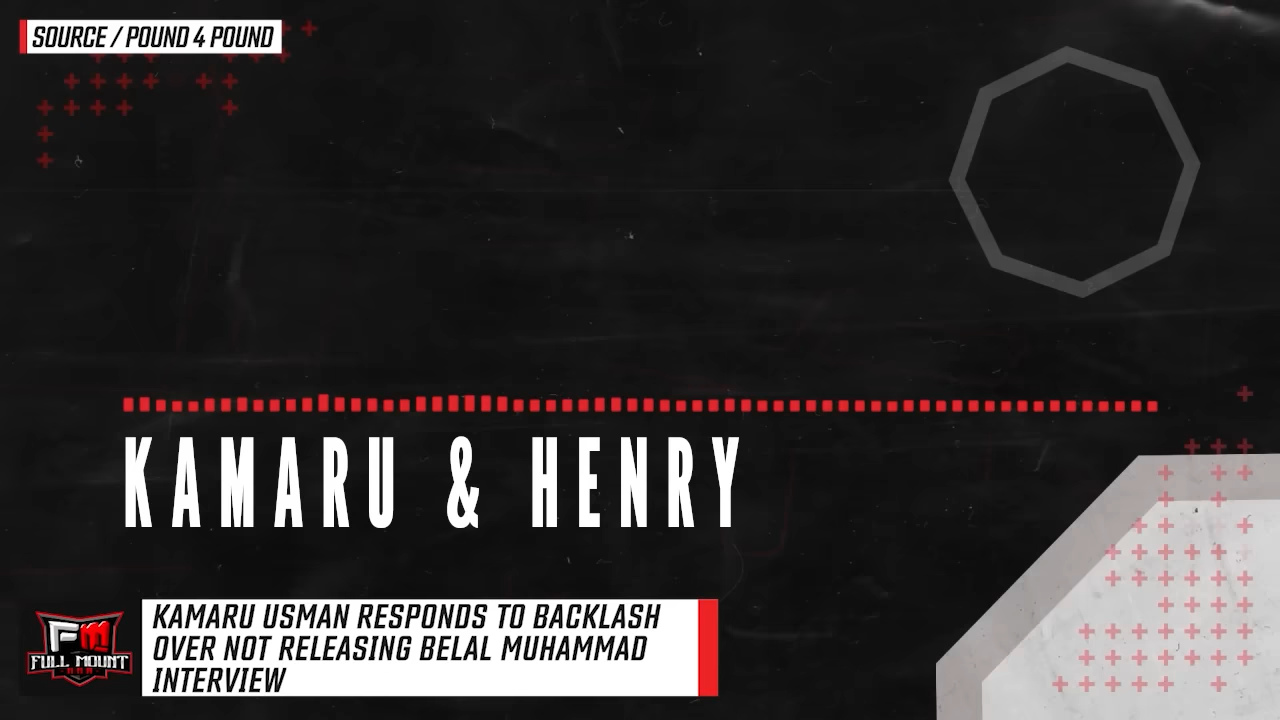 SOURCE / POUND 4 POUND
KAMARU & HENRY
KAMARU USMAN RESPONDS TO BACKLASH
OVER NOT RELEASING BELAL MUHAMMAD
INTERVIEW
FM
FULL MOUNT